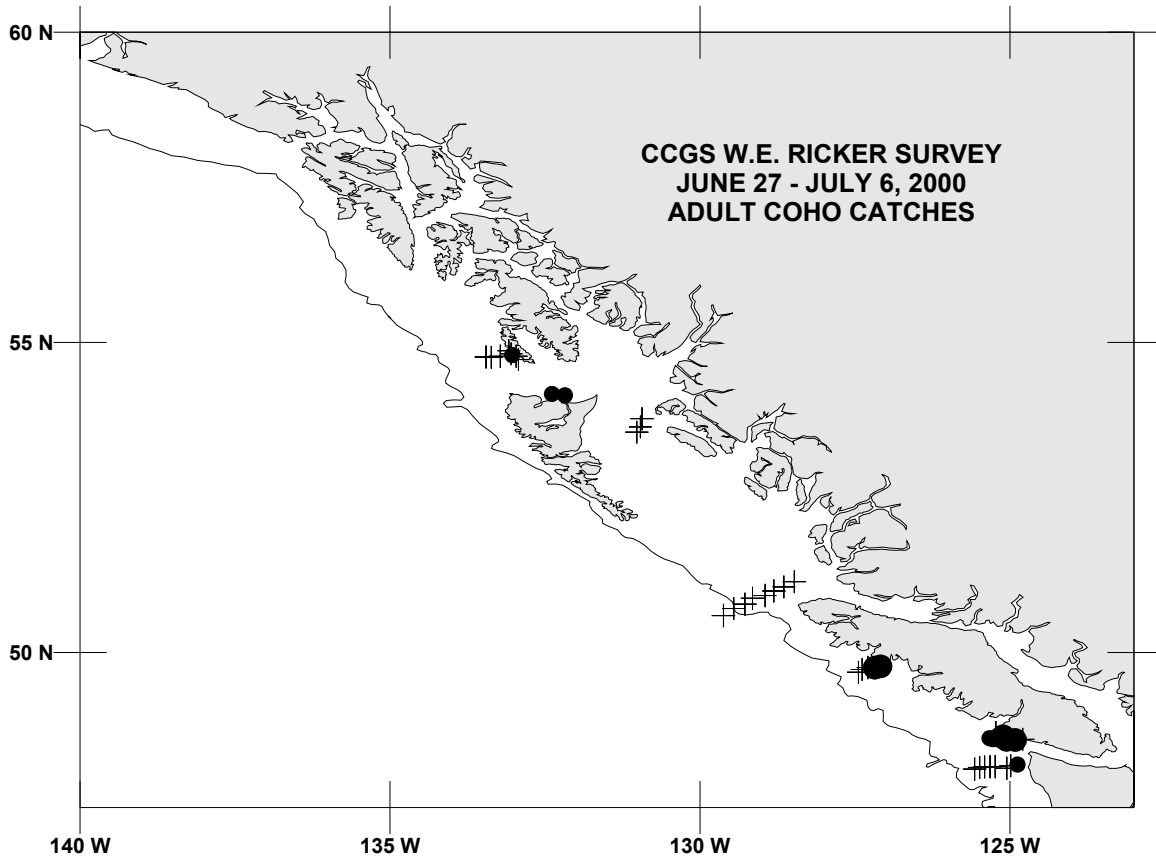 60 N
CCGS W.E. RICKER SURVEY
JUNE 27 - JULY 6, 2000
ADULT COHO CATCHES
55 N
50 N
140 W
135 W
130 W
125 W